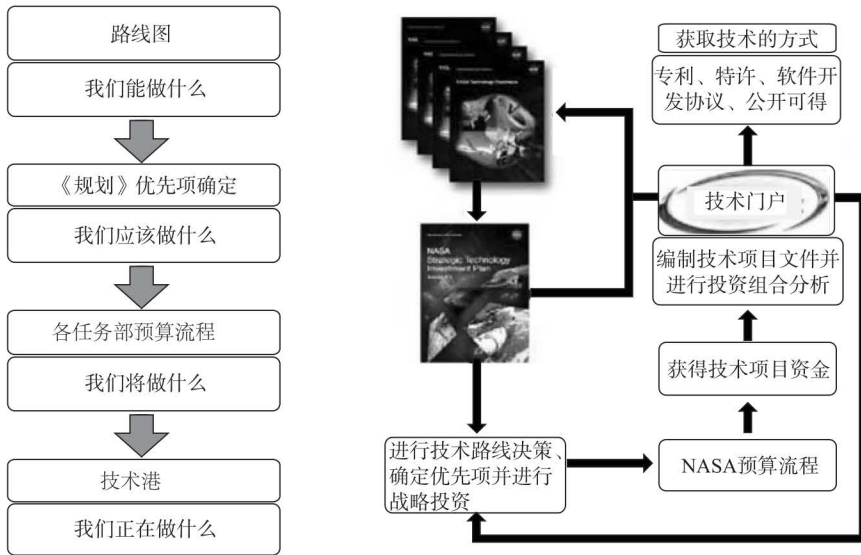 路线图
我们能做什么
《规划》优先项确定
我们应该做什么
各任务部预算流程
我们将做什么
技术港
我们正在做什么
NASA
Strategic Technology
Investment Plan
进行技术路线决策、
确定优先项并进行
战略投资
获取技术的方式
专利、特许、软件开
发协议、公开可得
技术门户
编制技术项目文件并
进行投资组合分析
获得技术项目资金
NASA预算流程